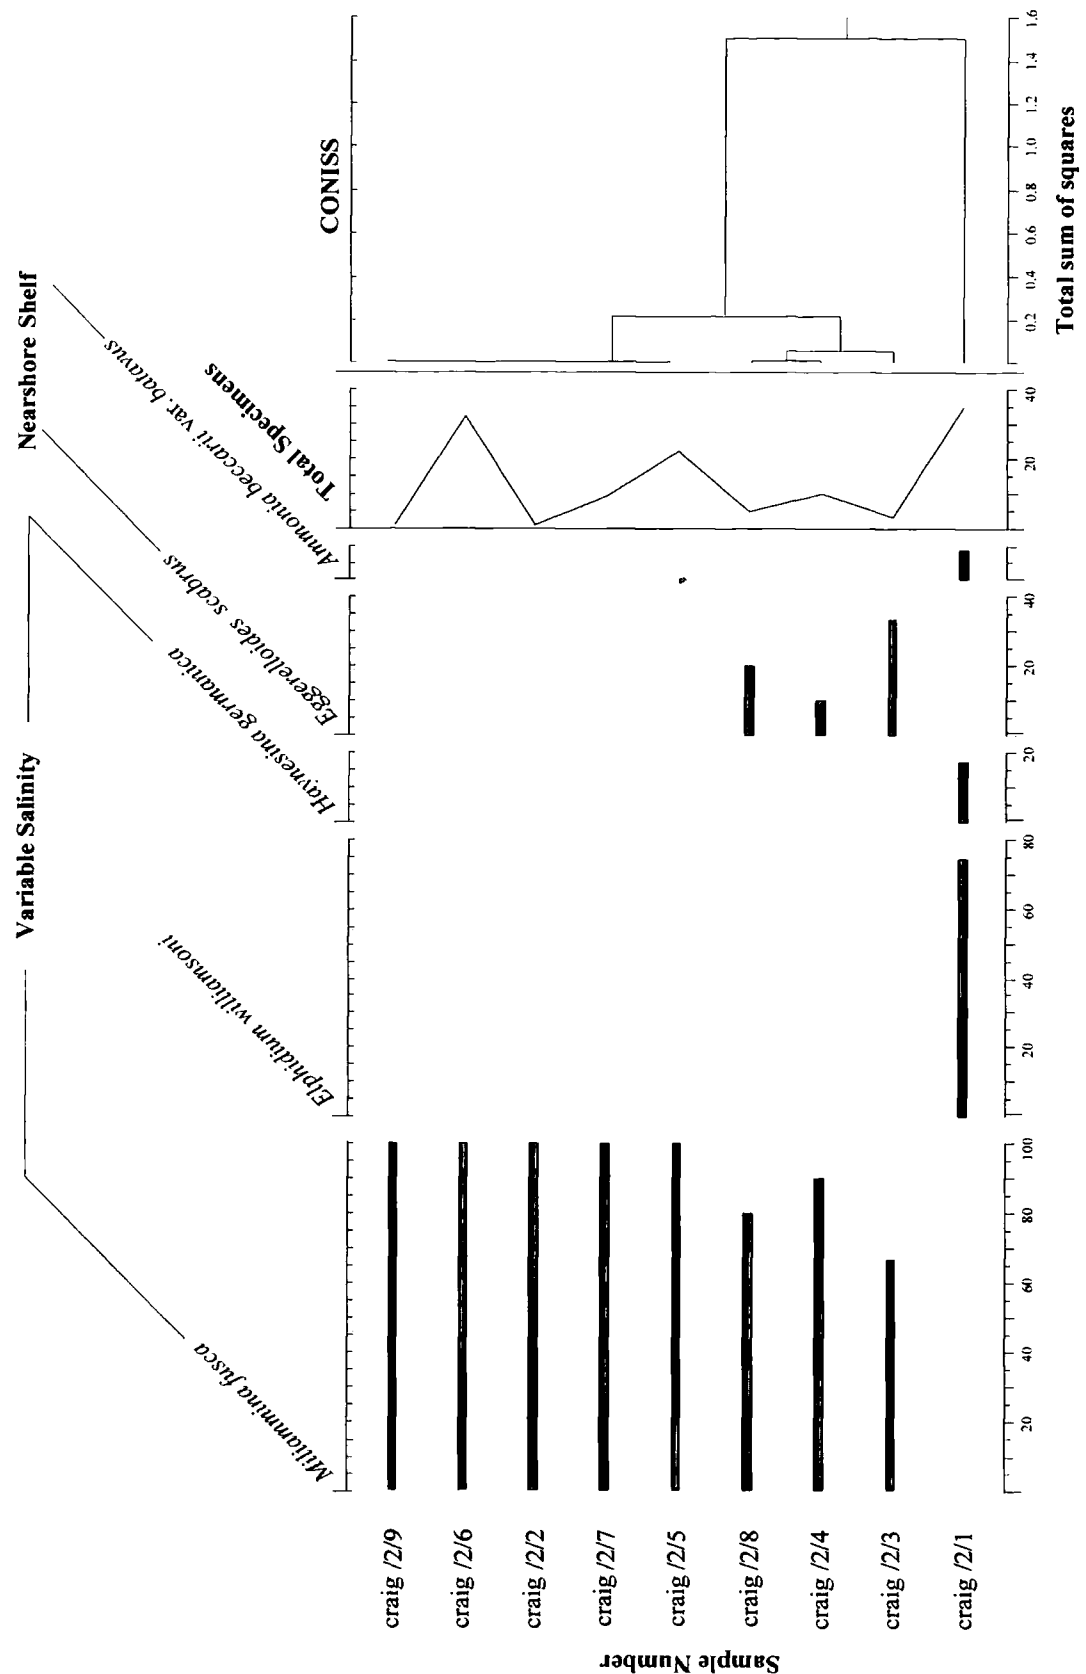 Variable Salinity
Nearshore Shelf
Miliammina fusca
Elphidium williamsoni
Haynesina germanica
Eggerelloides scabrus
Ammonia beccarii var. batavus
Total Specimens
CONISS
Sample Number
craig /2/9
craig /2/6
craig /2/2
craig /2/7
craig /2/5
craig /2/8
craig /2/4
craig /2/3
craig /2/1
20 40 60 80 100
20 40 60 80
20
20 40
20 40
0.2 0.4 0.6 0.8 1.0 1.2 1.4 1.6
Total sum of squares